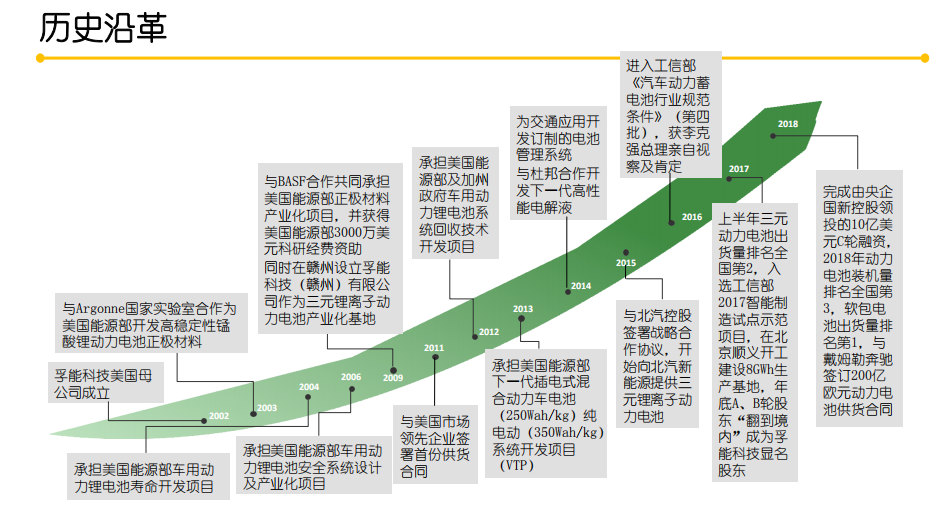 历史沿革
孚能科技美国母
公司成立
2002
与Argonne国家实验室合作为
美国能源部开发高稳定性锰
酸锂动力电池正极材料
2003
承担美国能源部车用动
力锂电池寿命开发项目
2004
承担美国能源部车用动
力锂电池安全系统设计
及产业化项目
2006
与BASF合作共同承担
美国能源部正极材料
产业化项目，并获得
美国能源部3000万美
元科研经费资助
同时在赣州设立孚能
科技（赣州）有限公
司作为三元锂离子动
力电池产业化基地
2009
与美国市场
领先企业签
署首份供货
合同
2011
承担美国能源
部及加州
政府车用动
力锂电池系
统回收技术
开发项目
2012
承担美国能源部
下一代插电式混
合动力车电池
(250Wah/kg) 纯
电动 (350Wah/kg)
系统开发项目
(VTP)
2013
为交通应用开
发订制的电池
管理系统
与杜邦合作开
发下一代高性
能电解液
2014
与北汽控股
签署战略合
作协议，开
始向北汽新
能源提供三
元锂离子动
力电池
2015
进入工信部
《汽车动力蓄
电池行业规范
条件》（第四
批），获李克
强总理亲自视
察及肯定
2016
上半年三元
动力电池出
货量排名全
国第2，入
选工信部
2017智能制
造试点示范
项目，在北
京顺义开工
建设8GWh生
产基地，年
底A、B轮股
东“翻到境
内”成为孚
能科技显名
股东
2017
完成由央企
国新控股领
投的10亿美
元C轮融资，
2018年动力
电池装机量
排名全国第
3，软包电
池出货量排
名第1，与
戴姆勒奔驰
签订200亿
欧元动力电
池供货合同
2018